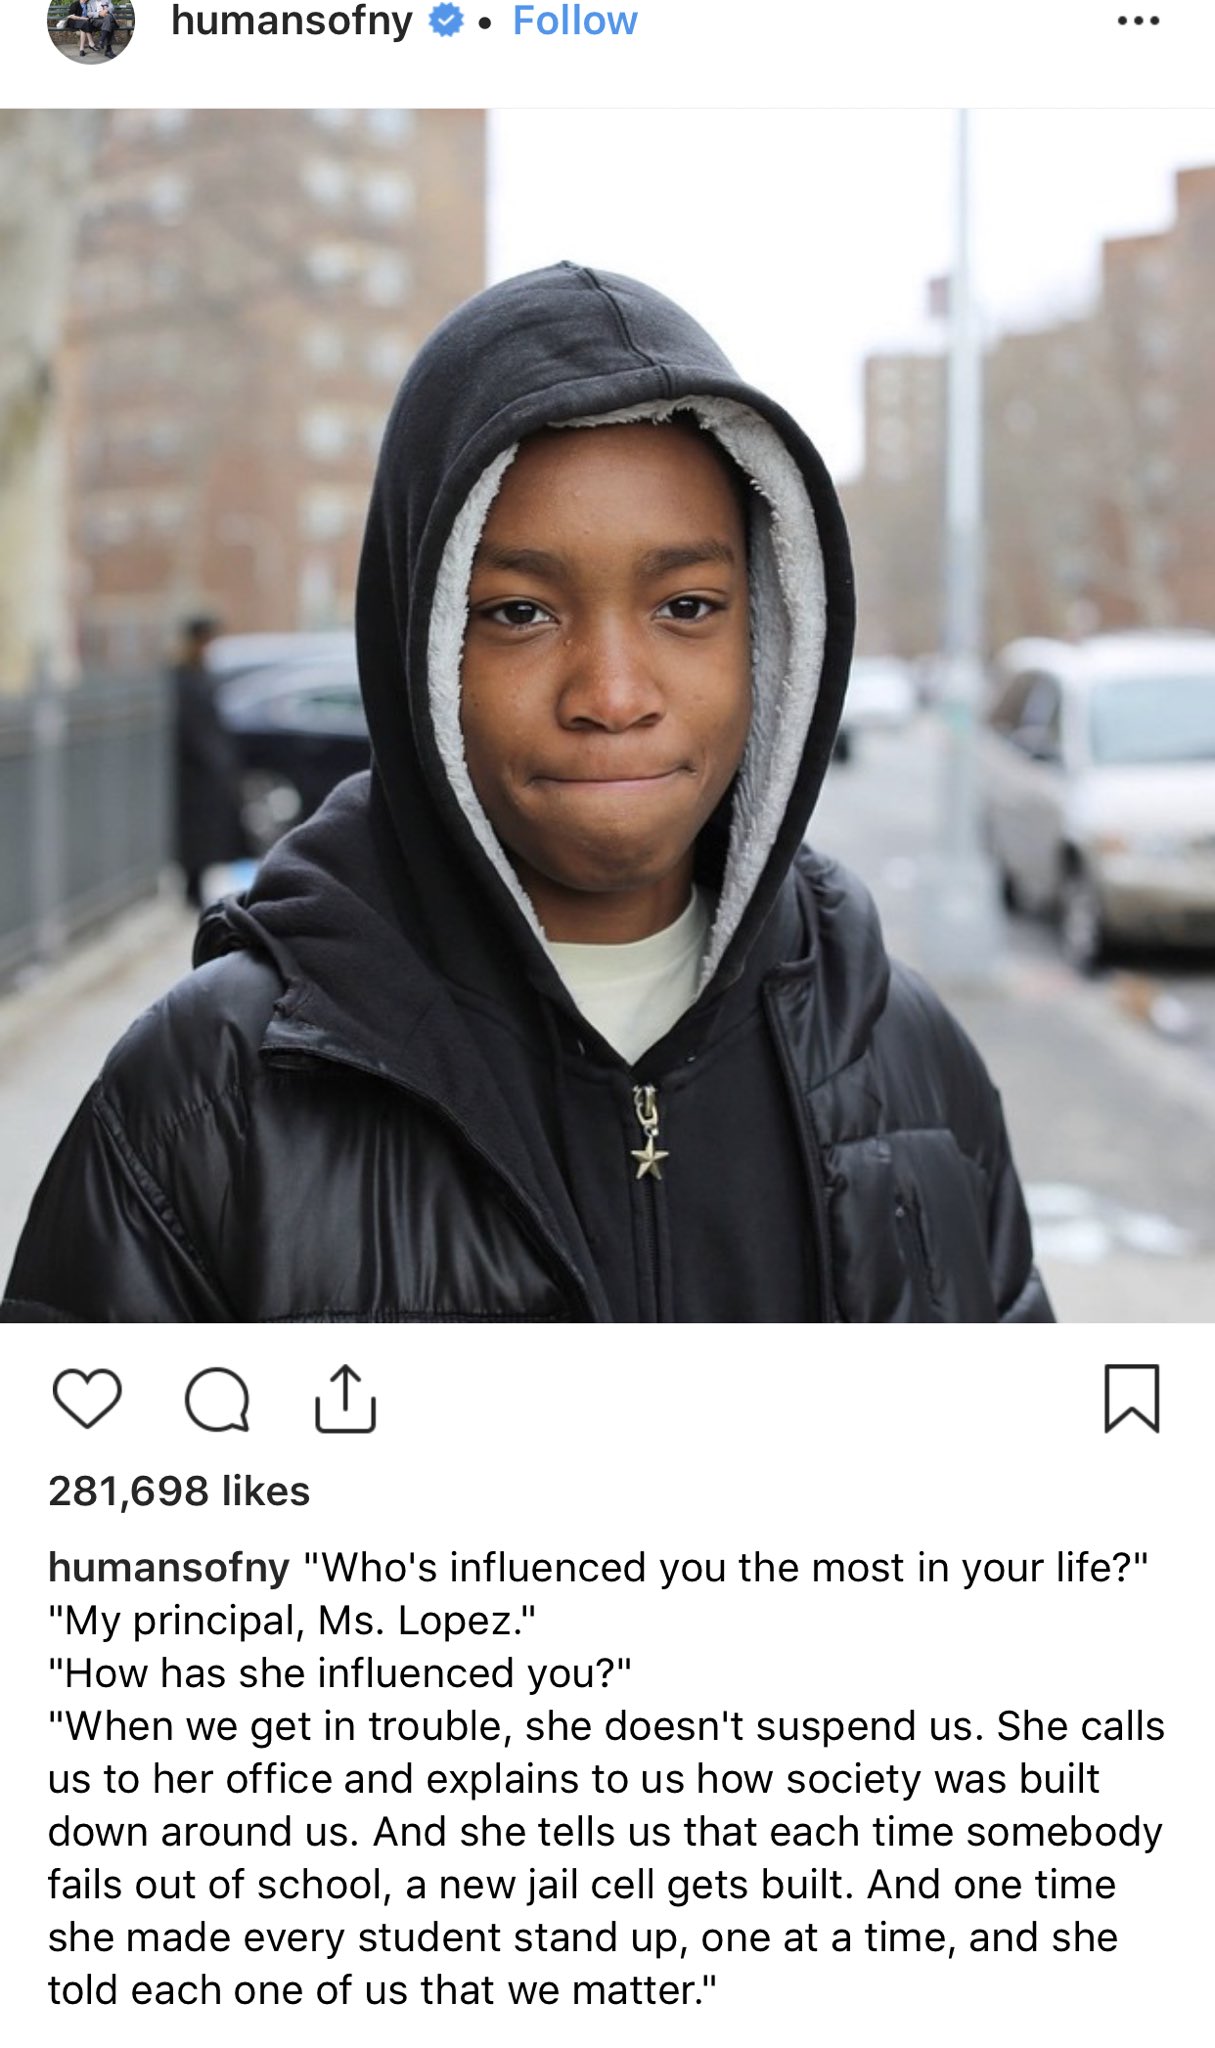 humansofny • Follow
281,698 likes
humansofny "Who's influenced you the most in your life?"
"My principal, Ms. Lopez."
"How has she influenced you?"
"When we get in trouble, she doesn't suspend us. She calls
us to her office and explains to us how society was built
down around us. And she tells us that each time somebody
fails out of school, a new jail cell gets built. And one time
she made every student stand up, one at a time, and she
told each one of us that we matter."